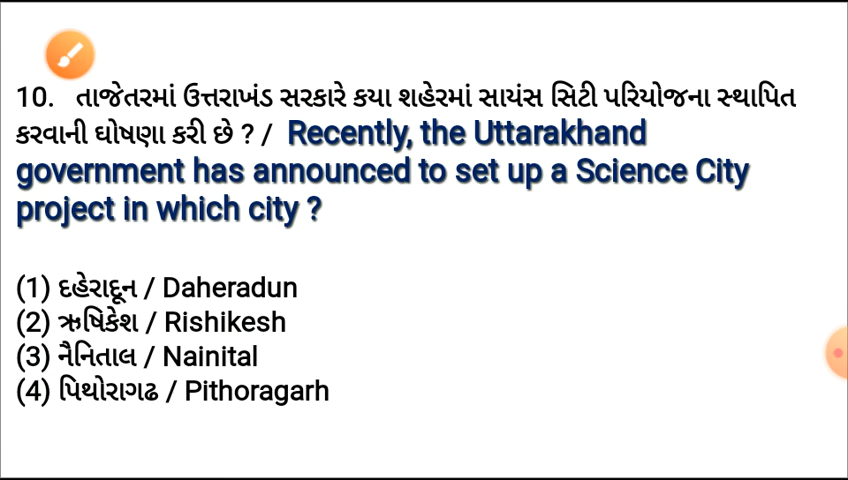 10. તાજેતરમાં ઉત્તરાખંડ સરકારે કયા શહેરમાં સાયંસ સિટી પરિયોજના સ્થાપિત
કરવાની ઘોષણા કરી છે ? / Recently, the Uttarakhand
government has announced to set up a Science City
project in which city ?
(1) દહેરાદૂન / Daheradun
(2) ઋષિકેશ / Rishikesh
(3) નૈનિતાલ / Nainital
(4) પિથોરાગઢ / Pithoragarh